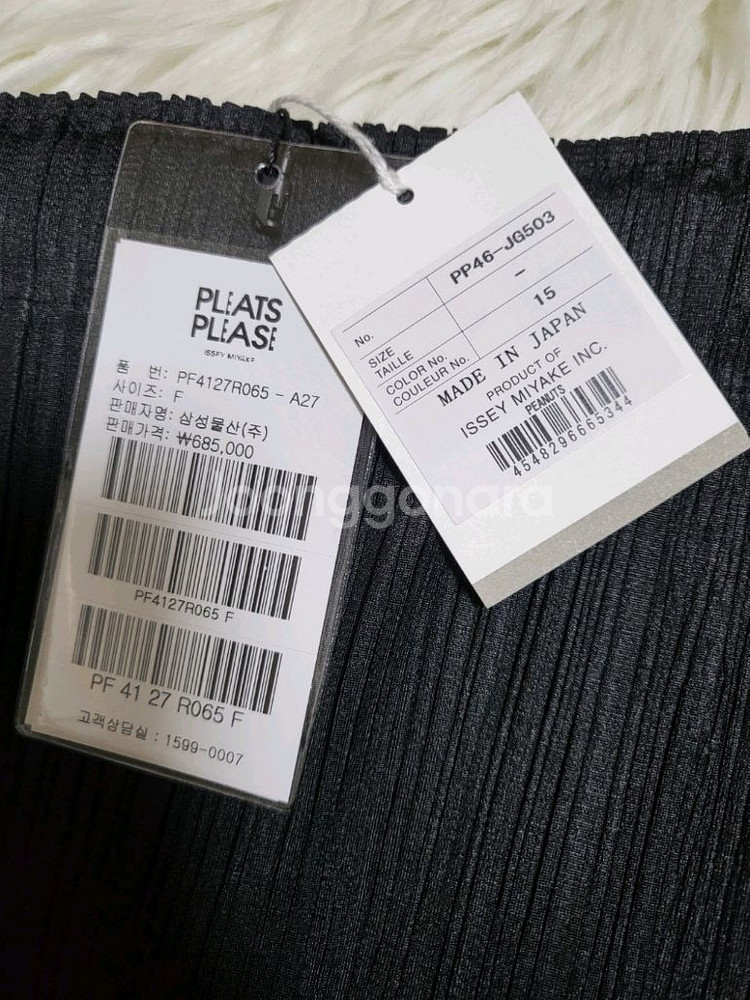 PLEATS
PLEASE
ISSEY MIYAKE
품 번: PF4127R065 - A27
사이즈: F
판매자명: 삼성물산(주)
판매가격: ₩685,000
PF4127R065 F
PF 41 27 R065 F
고객상담실 : 1599-0007
No. PP46-JG503
SIZE
TAILLE -
COLOR No.
COULEUR No. 15
MADE IN JAPAN
PRODUCT OF
ISSEY MIYAKE INC.
PEANUTS
4548296665344
Joonggonara